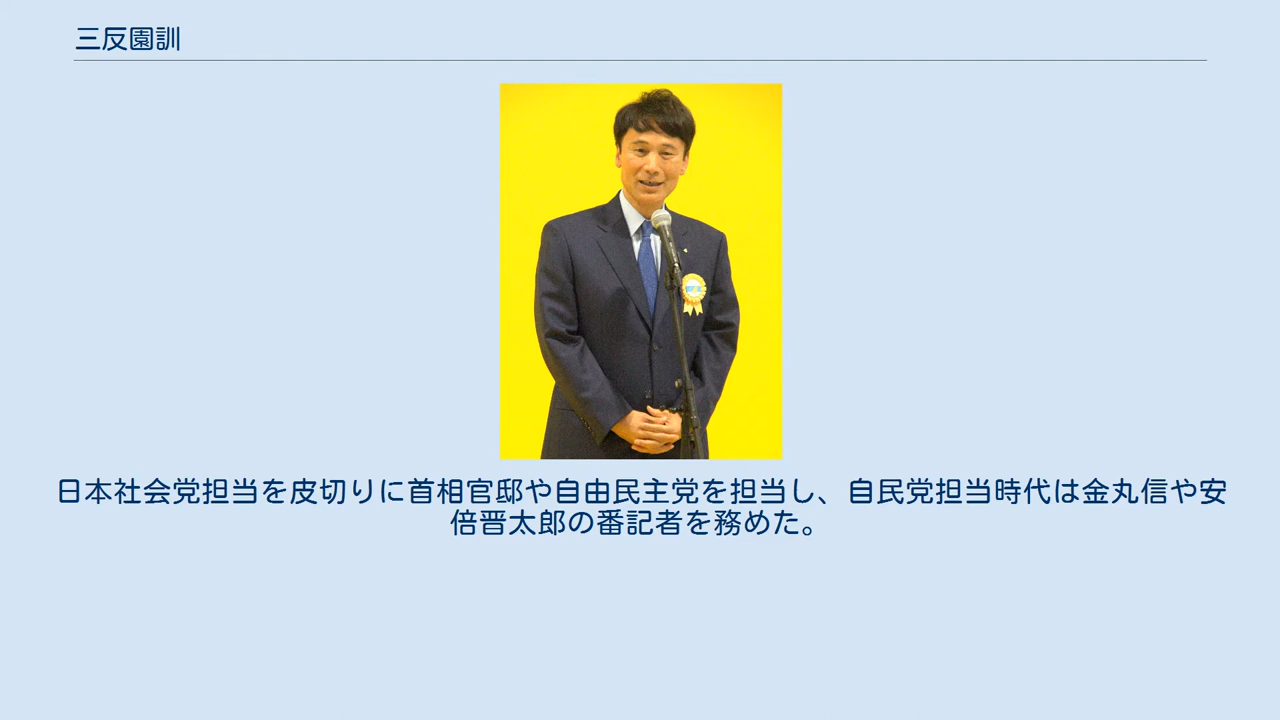 三反園訓
日本社会党担当を皮切りに首相官邸や自由民主党を担当し、自民党担当時代は金丸信や安
倍晋太郎の番記者を務めた。